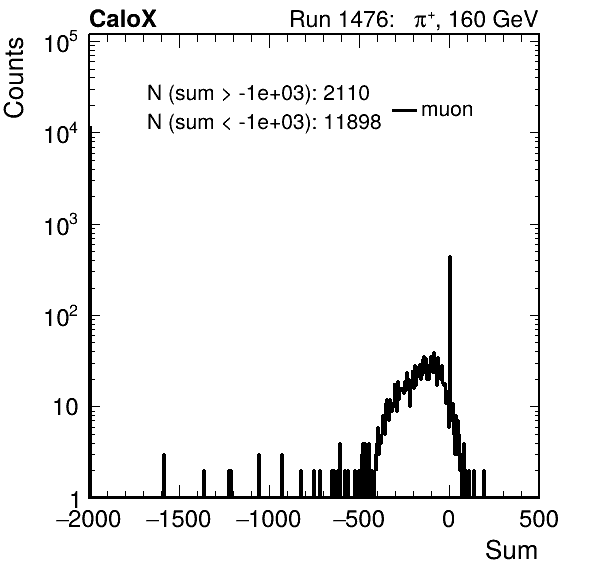 CaloX Run 1476: π⁺, 160 GeV
Counts
10⁵
10⁴
10³
10²
10
1
N (sum > -1e+03): 2110
N (sum < -1e+03): 11898
muon
−2000 −1500 −1000 −500 0 500
Sum